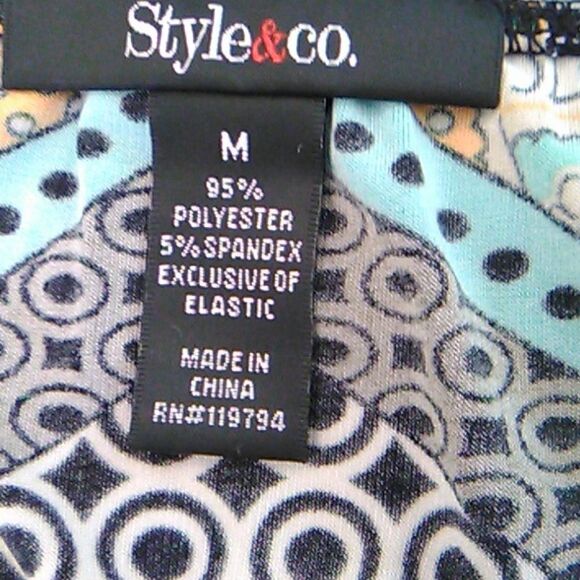 Style&co.
M
95%
POLYESTER
5% SPANDEX
EXCLUSIVE OF
ELASTIC
MADE IN
CHINA
RN#119794